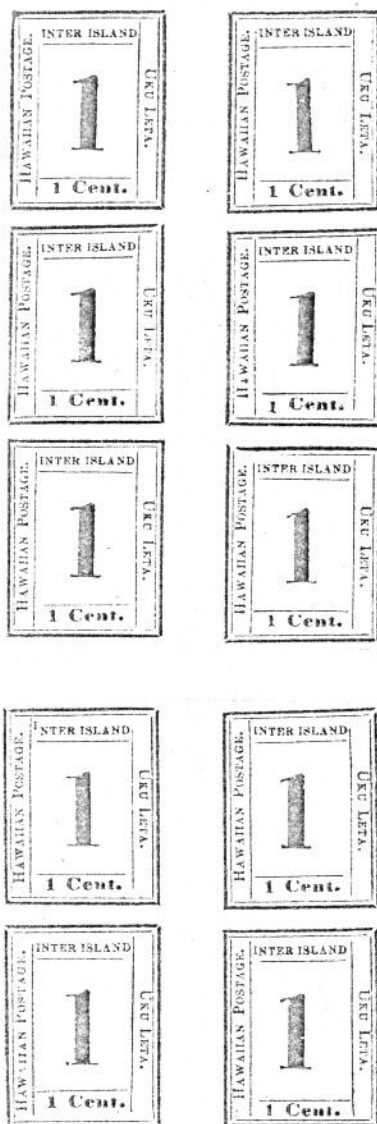 HAWAIIAN POSTAGE.
INTER ISLAND
UKU LETA.
1
1 Cent.
HAWAIIAN POSTAGE.
INTER ISLAND
UKU LETA.
1
1 Cent.
HAWAIIAN POSTAGE.
INTER ISLAND
UKU LETA.
1
1 Cent.
HAWAIIAN POSTAGE.
INTER ISLAND
UKU LETA.
1
1 Cent.
HAWAIIAN POSTAGE.
INTER ISLAND
UKU LETA.
1
1 Cent.
HAWAIIAN POSTAGE.
INTER ISLAND
UKU LETA.
1
1 Cent.
HAWAIIAN POSTAGE.
INTER ISLAND
UKU LETA.
1
1 Cent.
HAWAIIAN POSTAGE.
INTER ISLAND
UKU LETA.
1
1 Cent.
HAWAIIAN POSTAGE.
INTER ISLAND
UKU LETA.
1
1 Cent.
HAWAIIAN POSTAGE.
INTER ISLAND
UKU LETA.
1
1 Cent.